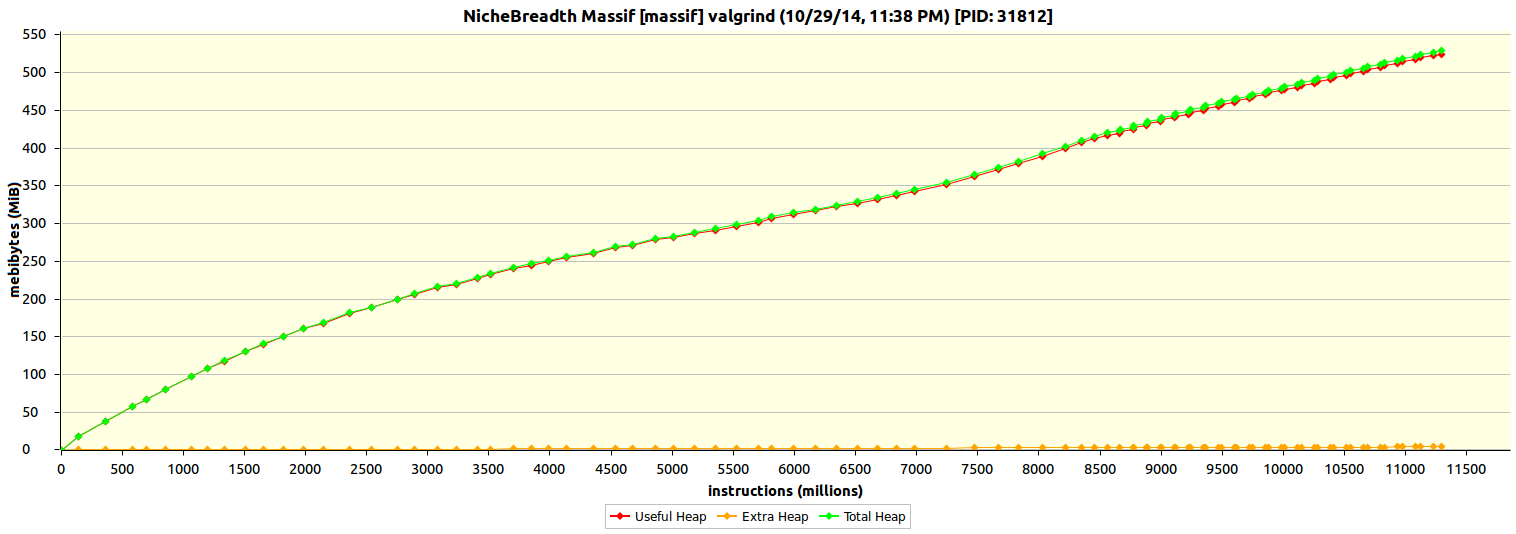 NicheBreadth Massif [massif] valgrind (10/29/14, 11:38 PM) [PID: 31812]
mebibytes (MiB)
550
500
450
400
350
300
250
200
150
100
50
0
0 500 1000 1500 2000 2500 3000 3500 4000 4500 5000 5500 6000 6500 7000 7500 8000 8500 9000 9500 10000 10500 11000 11500
instructions (millions)
Useful Heap Extra Heap Total Heap